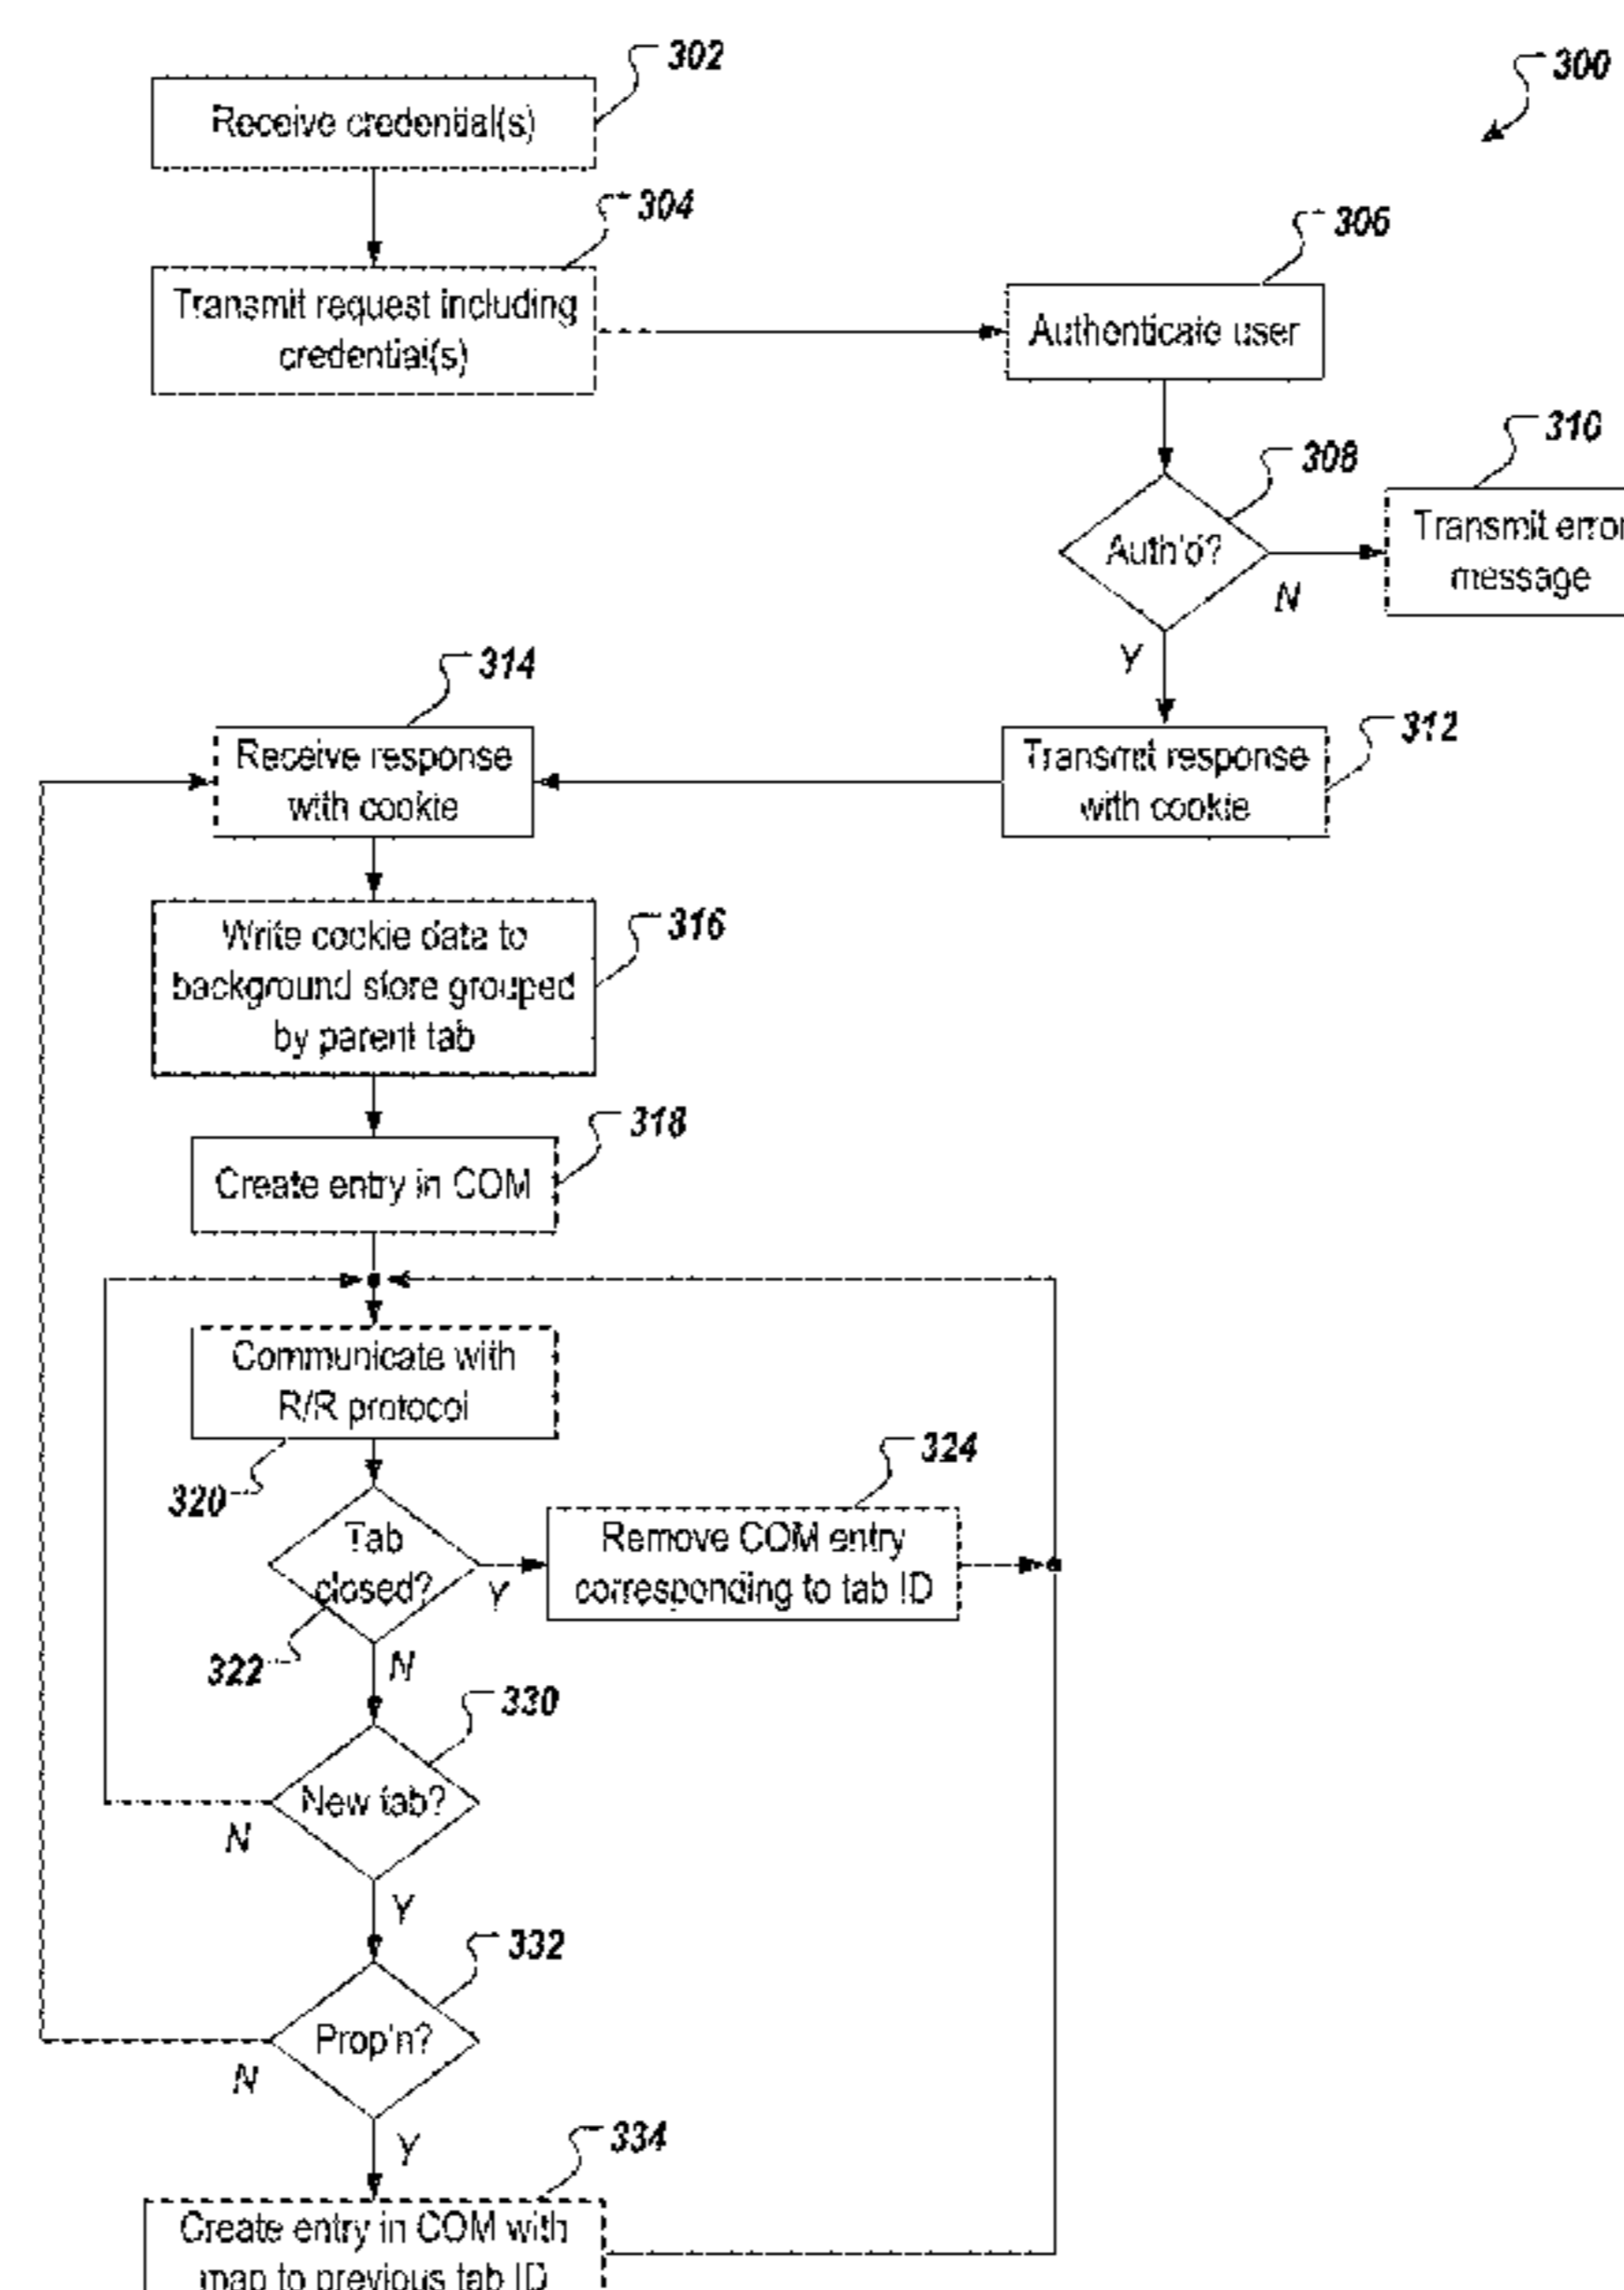 302
300
Receive credential(s)
304
306
Transmit request including
credential(s)
Authenticate user
310
308
Transmit error
message
Auth'd?
N
Y
314
312
Receive response
with cookie
Transmit response
with cookie
316
Write cookie data to
background store grouped
by parent tab
318
Create entry in COM
Communicate with
R/R protocol
324
320
Tab
closed?
Y
Remove COM entry
corresponding to tab ID
322
N
330
New tab?
N
Y
332
Prop'n?
N
Y
334
Create entry in COM with
map to previous tab ID